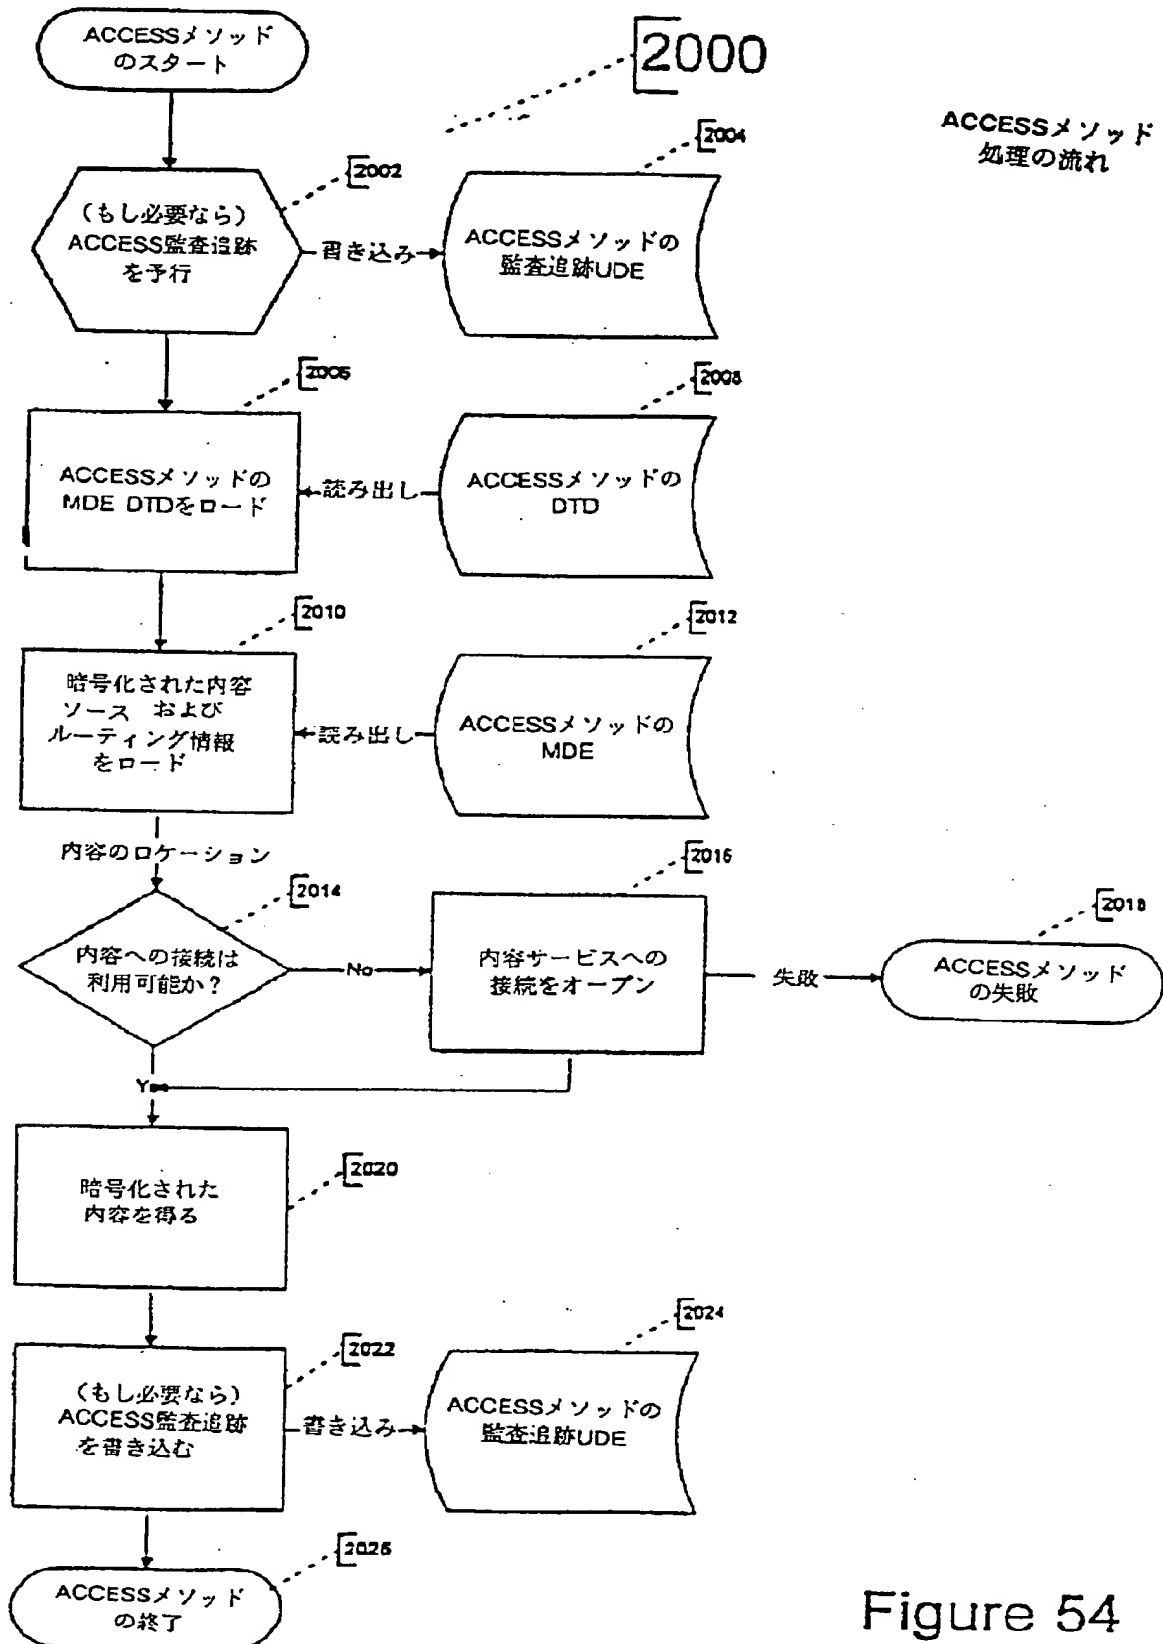 ACCESSメソッド
のスタート
2000
ACCESSメソッド
処理の流れ
2002
2004
(もし必要なら)
ACCESS監査追跡
を予行
書き込み
ACCESSメソッドの
監査追跡UDE
2006
2008
ACCESSメソッドの
MDE DTDをロード
読み出し
ACCESSメソッドの
DTD
2010
2012
暗号化された内容
ソース および
ルーティング情報
をロード
読み出し
ACCESSメソッドの
MDE
内容のロケーション
2014
2016
2018
内容への接続は
利用可能か?
No
内容サービスへの
接続をオープン
失敗
ACCESSメソッド
の失敗
Y
2020
暗号化された
内容を得る
2022
2024
(もし必要なら)
ACCESS監査追跡
を書き込む
書き込み
ACCESSメソッドの
監査追跡UDE
2026
ACCESSメソッド
の終了
Figure 54